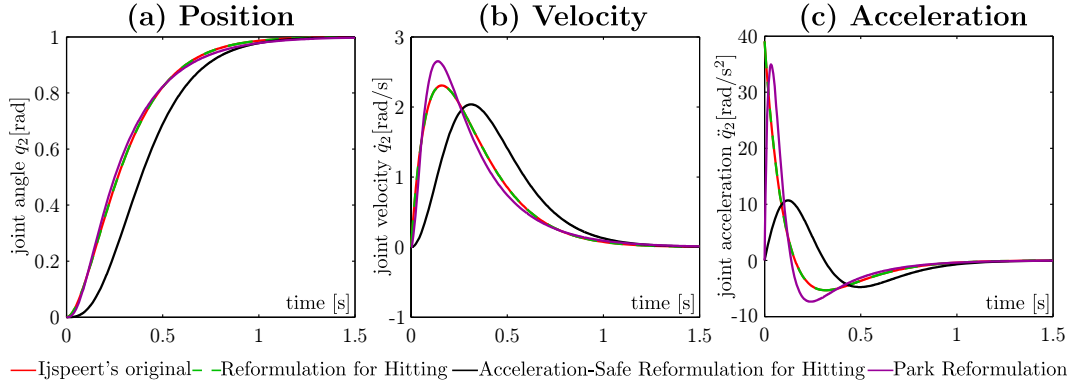 (a) Position
(b) Velocity
(c) Acceleration
joint angle q₂[rad]
1
0.8
0.6
0.4
0.2
0
time [s]
0 0.5 1 1.5
joint velocity q̇₂[rad/s]
3
2
1
0
-1
time [s]
0 0.5 1 1.5
joint acceleration q̈₂[rad/s²]
40
30
20
10
0
-10
time [s]
0 0.5 1 1.5
Ijspeert's original Reformulation for Hitting Acceleration-Safe Reformulation for Hitting Park Reformulation